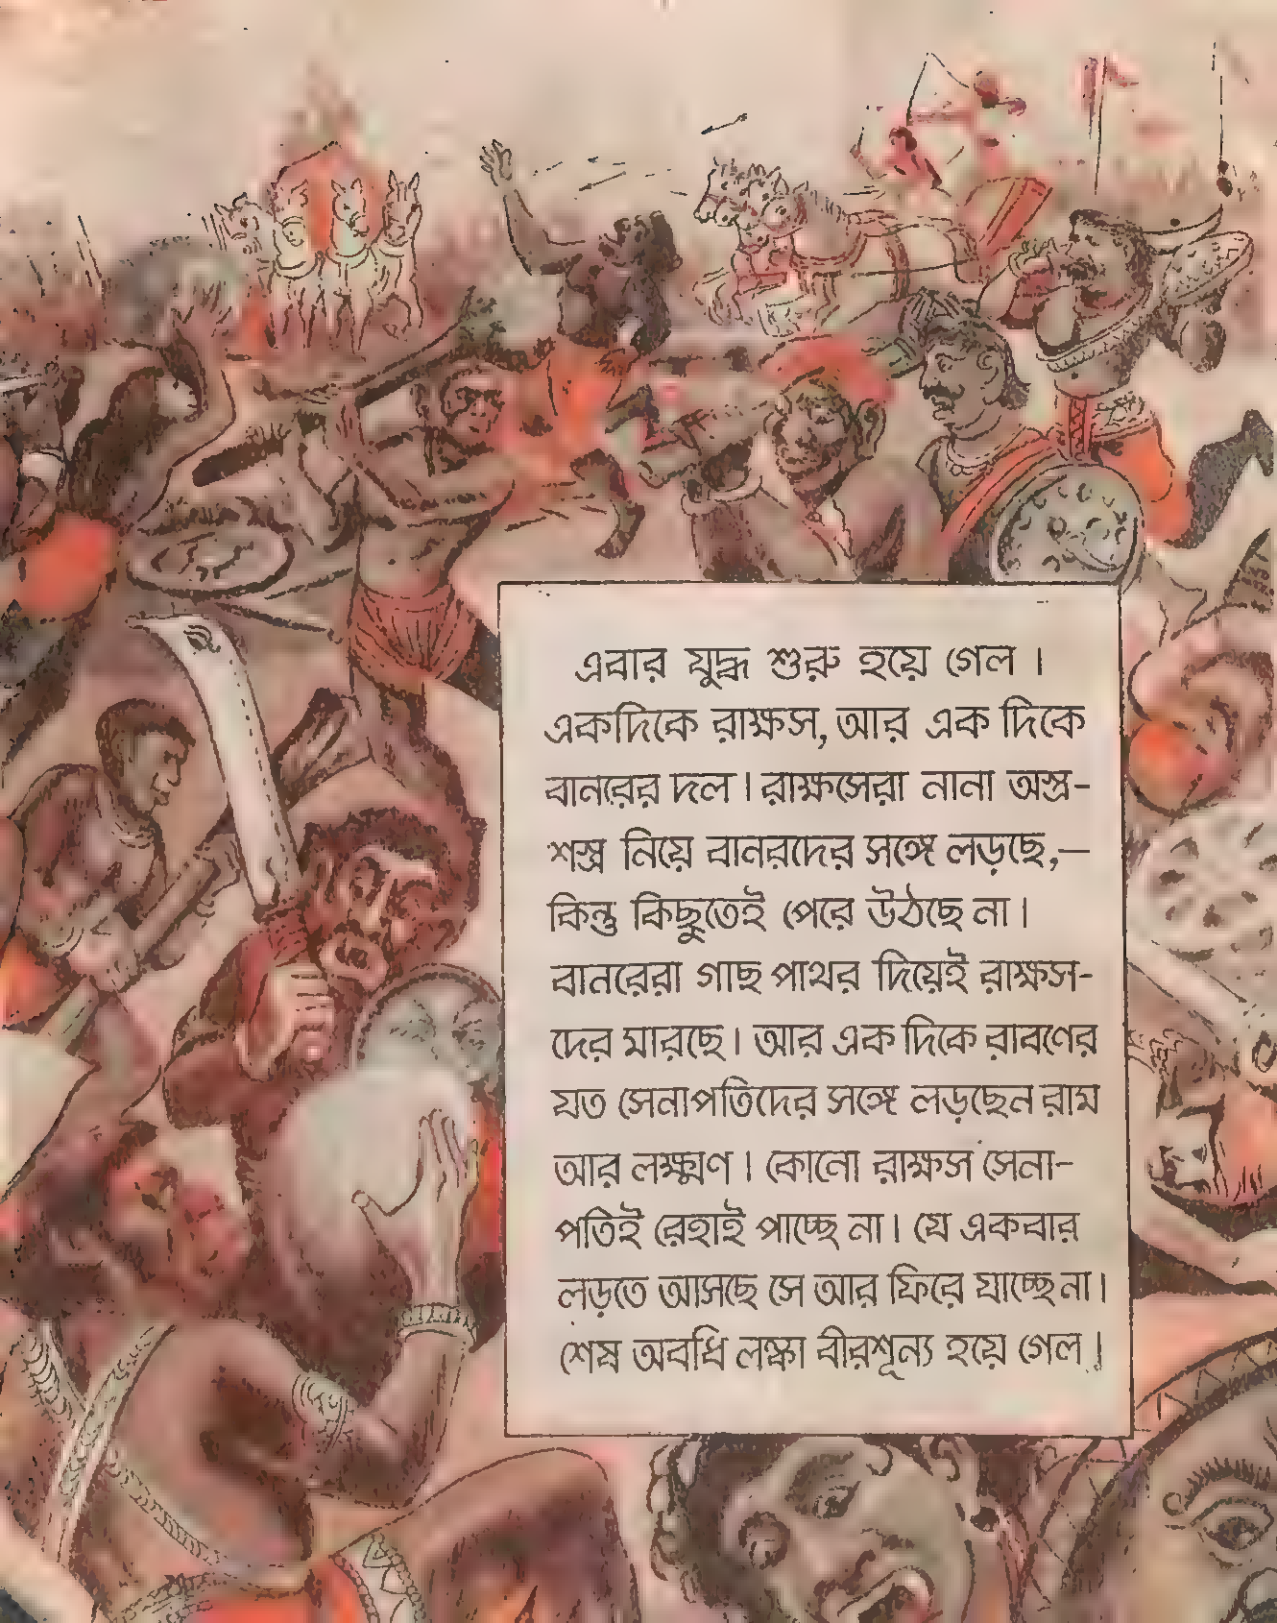 এবার যুদ্ধ শুরু হয়ে গেল ।
একদিকে রাক্ষস, আর এক দিকে
বানরের দল । রাক্ষসেরা নানা অস্ত্র-
শস্ত্র নিয়ে বানরদের সঙ্গে লড়ছে,—
কিন্তু কিছুতেই পেরে উঠছে না ।
বানরেরা গাছ পাথর দিয়েই রাক্ষস-
দের মারছে । আর এক দিকে রাবণের
যত সেনাপতিদের সঙ্গে লড়ছেন রাম
আর লক্ষ্মণ । কোনো রাক্ষস সেনা-
পতিই রেহাই পাচ্ছে না । যে একবার
লড়তে আসছে সে আর ফিরে যাচ্ছে না ।
শেষ অবধি লঙ্কা বীরশূন্য হয়ে গেল ।